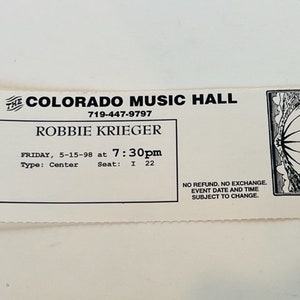 THE COLORADO MUSIC HALL
719-447-9797
ROBBIE KRIEGER
FRIDAY, 5-15-98 at 7:30pm
Type: Center Seat: I 22
NO REFUND. NO EXCHANGE.
EVENT DATE AND TIME
SUBJECT TO CHANGE.